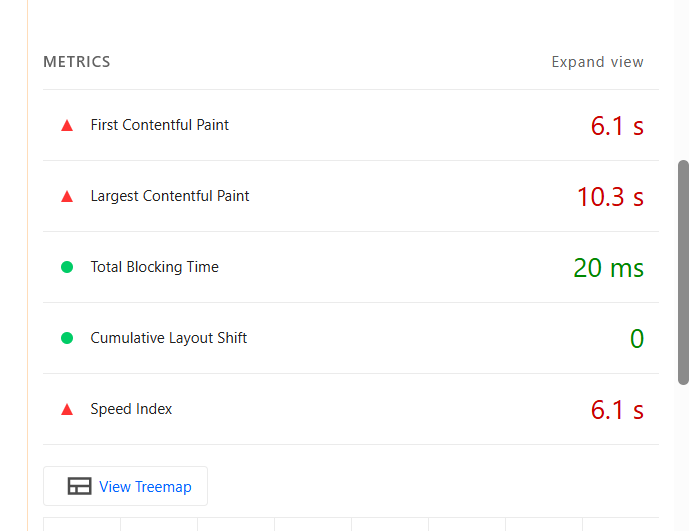 METRICS
Expand view
First Contentful Paint
6.1 s
Largest Contentful Paint
10.3 s
Total Blocking Time
20 ms
Cumulative Layout Shift
0
Speed Index
6.1 s
View Treemap